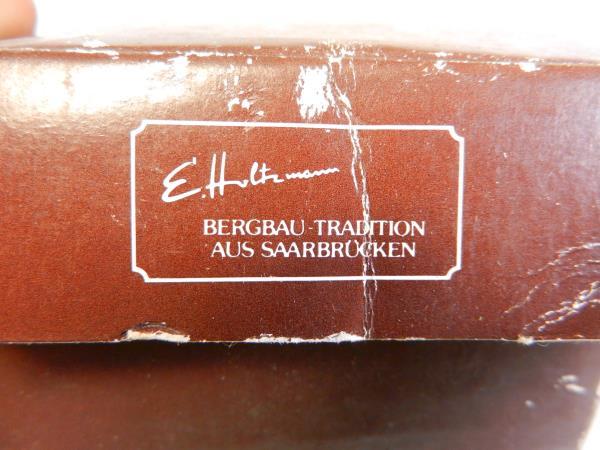 E. Holtzmann
BERGBAU-TRADITION
AUS SAARBRÜCKEN